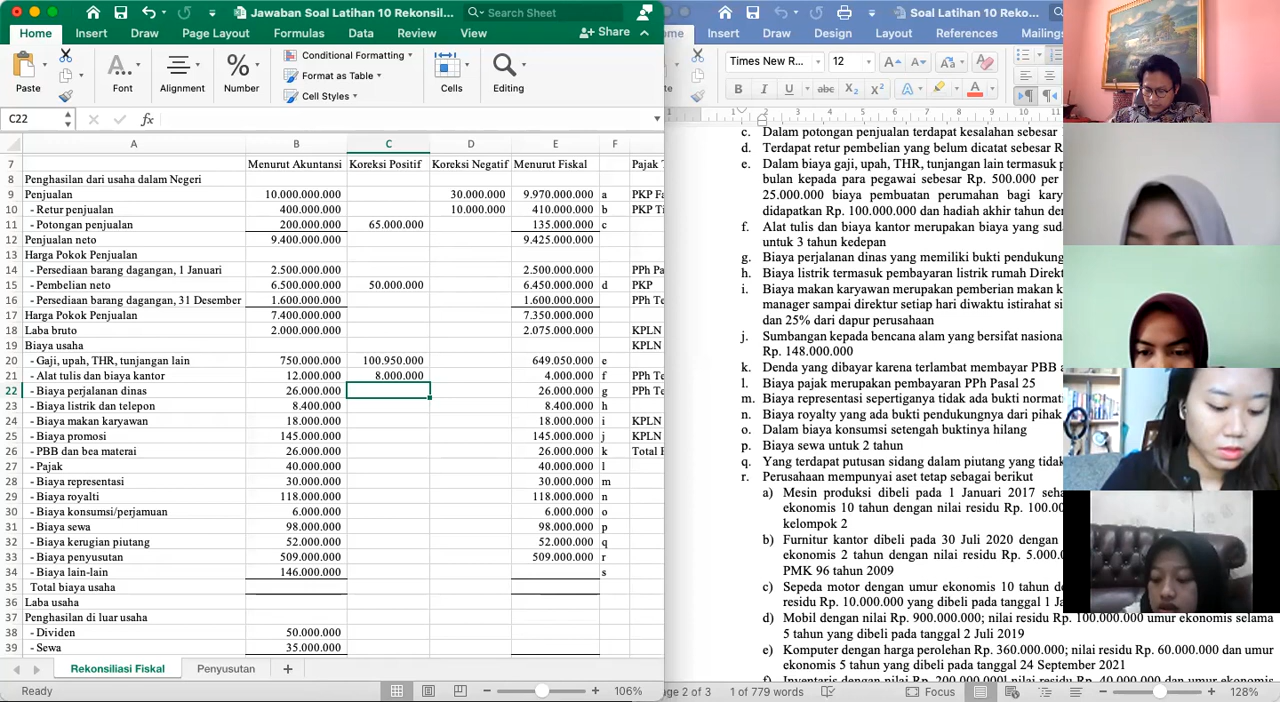 Jawaban Soal Latihan 10 Rekonsil...
Search Sheet
Home Insert Draw Page Layout Formulas Data Review View Share
Paste Font Alignment Number Conditional Formatting Format as Table Cell Styles Cells Editing
C22 fx
A B C D E F
7 Menurut Akuntansi Koreksi Positif Koreksi Negatif Menurut Fiskal
8 Penghasilan dari usaha dalam Negeri
9 Penjualan 10.000.000.000 30.000.000 9.970.000.000 a
10 - Retur penjualan 400.000.000 10.000.000 410.000.000 b
11 - Potongan penjualan 200.000.000 65.000.000 135.000.000 c
12 Penjualan neto 9.400.000.000 9.425.000.000
13 Harga Pokok Penjualan
14 - Persediaan barang dagangan, 1 Januari 2.500.000.000 2.500.000.000 PPh Pa
15 - Pembelian neto 6.500.000.000 50.000.000 6.450.000.000 d PKP
16 - Persediaan barang dagangan, 31 Desember 1.600.000.000 1.600.000.000 PPh Te
17 Harga Pokok Penjualan 7.400.000.000 7.350.000.000
18 Laba bruto 2.000.000.000 2.075.000.000 KPLN
19 Biaya usaha KPLN
20 - Gaji, upah, THR, tunjangan lain 750.000.000 100.950.000 649.050.000 e
21 - Alat tulis dan biaya kantor 12.000.000 8.000.000 4.000.000 f PPh Te
22 - Biaya perjalanan dinas 26.000.000 26.000.000 g PPh Te
23 - Biaya listrik dan telepon 8.400.000 8.400.000 h
24 - Biaya makan karyawan 18.000.000 18.000.000 i KPLN
25 - Biaya promosi 145.000.000 145.000.000 j KPLN
26 - PBB dan bea materai 26.000.000 26.000.000 k
27 - Pajak 40.000.000 40.000.000 l
28 - Biaya representasi 30.000.000 30.000.000 m
29 - Biaya royalti 118.000.000 118.000.000 n
30 - Biaya konsumsi/perjamuan 6.000.000 6.000.000 o
31 - Biaya sewa 98.000.000 98.000.000 p
32 - Biaya kerugian piutang 52.000.000 52.000.000 q
33 - Biaya penyusutan 509.000.000 509.000.000 r
34 - Biaya lain-lain 146.000.000 s
35 Total biaya usaha
36 Laba usaha
37 Penghasilan di luar usaha
38 - Dividen 50.000.000
39 - Sewa 35.000.000
Rekonsiliasi Fiskal Penyusutan
Ready 106%
Soal Latihan 10 Reko...
Insert Draw Design Layout References Mailings
Times New R... 12
B I U abc X2 X2 A A
c. Dalam potongan penjualan terdapat kesalahan sebesar
d. Terdapat retur pembelian yang belum dicatat sebesar R
e. Dalam biaya gaji, upah, THR, tunjangan lain termasuk p
bulan kepada para pegawai sebesar Rp. 500.000 per
25.000.000 biaya pembuatan perumahan bagi kary
didapatkan Rp. 100.000.000 dan hadiah akhir tahun de
f. Alat tulis dan biaya kantor merupakan biaya yang sud
untuk 3 tahun kedepan
g. Biaya perjalanan dinas yang memiliki bukti pendukung
h. Biaya listrik termasuk pembayaran listrik rumah Direkt
i. Biaya makan karyawan merupakan pemberian makan k
manager sampai direktur setiap hari diwaktu istirahat si
dan 25% dari dapur perusahaan
j. Sumbangan kepada bencana alam yang bersifat nasiona
Rp. 148.000.000
k. Denda yang dibayar karena terlambat membayar PBB
l. Biaya pajak merupakan pembayaran PPh Pasal 25
m. Biaya representasi sepertiganya tidak ada bukti normat
n. Biaya royalty yang ada bukti pendukungnya dari pihak
o. Dalam biaya konsumsi setengah buktinya hilang
p. Biaya sewa untuk 2 tahun
q. Yang terdapat putusan sidang dalam piutang yang tidak
r. Perusahaan mempunyai aset tetap sebagai berikut
a) Mesin produksi dibeli pada 1 Januari 2017 seha
ekonomis 10 tahun dengan nilai residu Rp. 100.00
kelompok 2
b) Furnitur kantor dibeli pada 30 Juli 2020 dengan
ekonomis 2 tahun dengan nilai residu Rp. 5.000.0
PMK 96 tahun 2009
c) Sepeda motor dengan umur ekonomis 10 tahun de
residu Rp. 10.000.000 yang dibeli pada tanggal 1 Ja
d) Mobil dengan nilai Rp. 900.000.000; nilai residu Rp. 100.000.000 umur ekonomis selama
5 tahun yang dibeli pada tanggal 2 Juli 2019
e) Komputer dengan harga perolehan Rp. 360.000.000; nilai residu Rp. 60.000.000 dan umur
ekonomis 5 tahun yang dibeli pada tanggal 24 September 2021
2 of 3 1 of 779 words Focus 128%